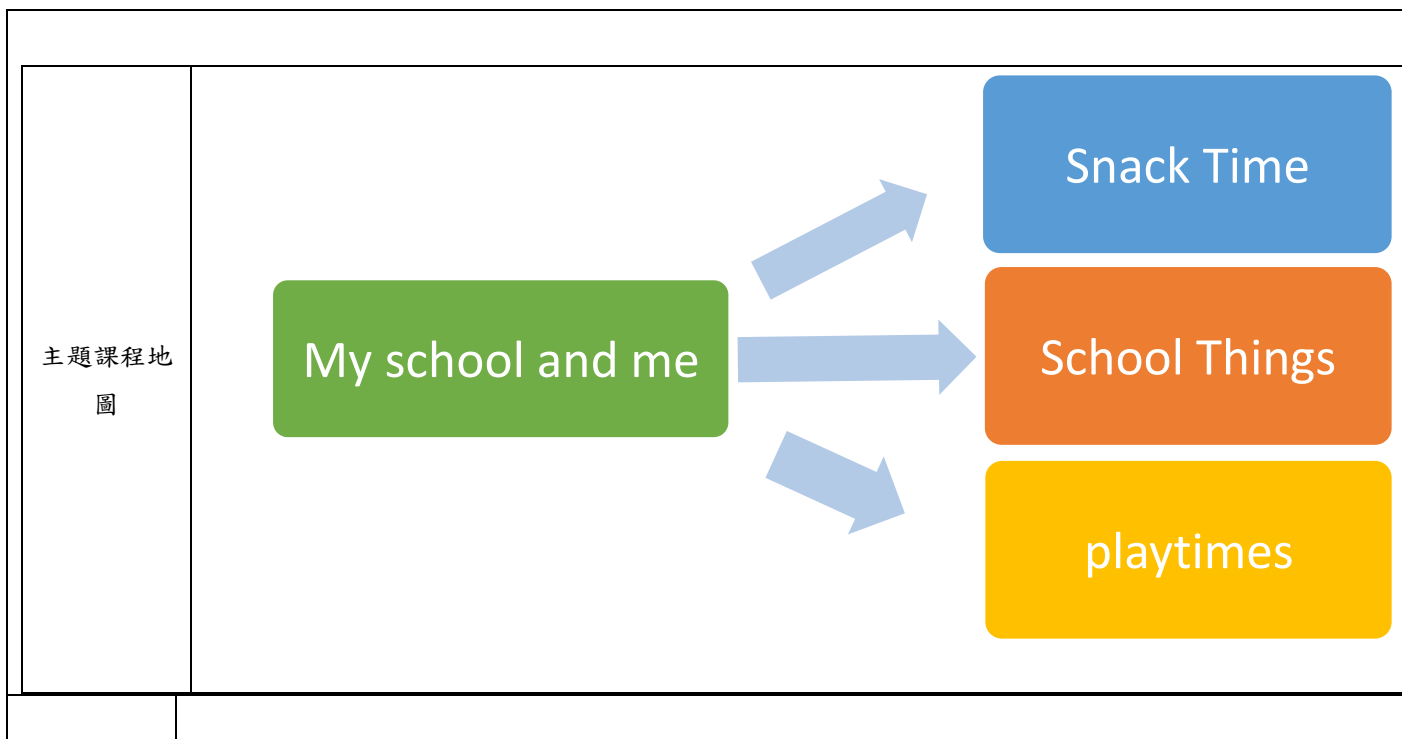 主題課程地
圖
My school and me
Snack Time
School Things
playtimes